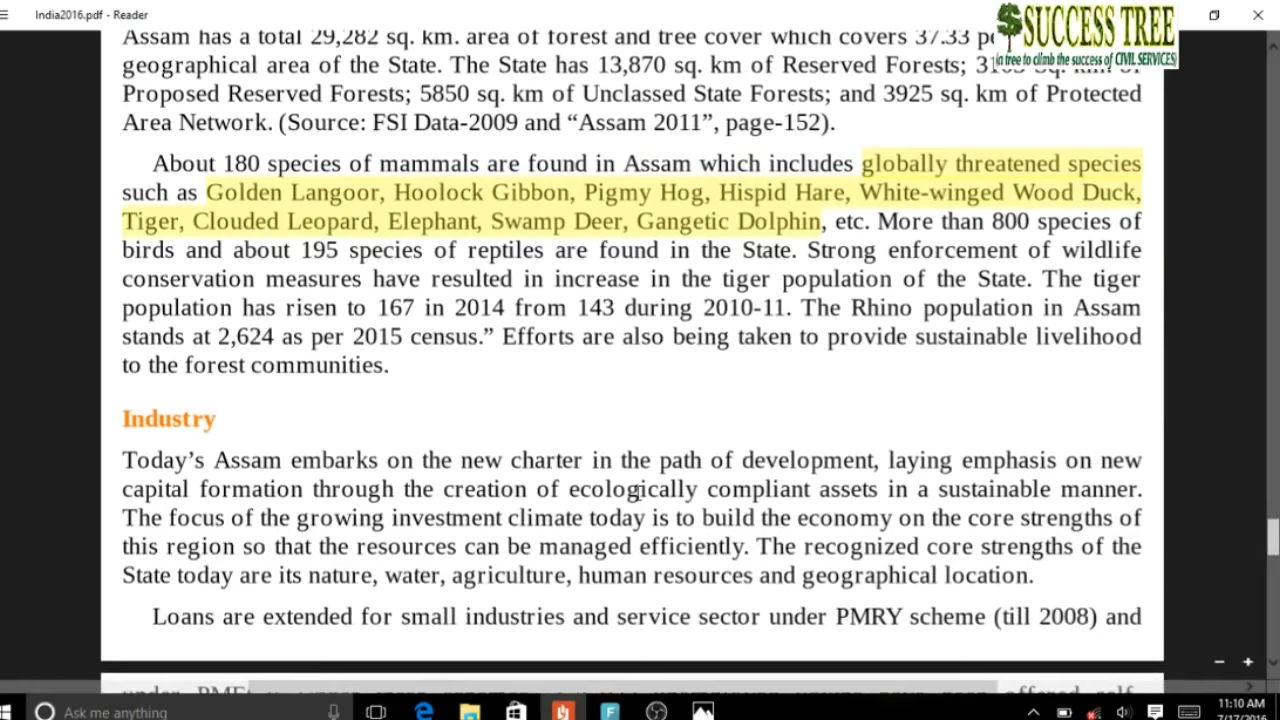 India2016.pdf - Reader
SUCCESS TREE
in tree to climb the success of CIVIL SERVICES)
Assam has a total 29,282 sq. km. area of forest and tree cover which covers 37.33
geographical area of the State. The State has 13,870 sq. km of Reserved Forests;
Proposed Reserved Forests; 5850 sq. km of Unclassed State Forests; and 3925 sq. km of Protected
Area Network. (Source: FSI Data-2009 and “Assam 2011”, page-152).
About 180 species of mammals are found in Assam which includes globally threatened species
such as Golden Langoor, Hoolock Gibbon, Pigmy Hog, Hispid Hare, White-winged Wood Duck,
Tiger, Clouded Leopard, Elephant, Swamp Deer, Gangetic Dolphin, etc. More than 800 species of
birds and about 195 species of reptiles are found in the State. Strong enforcement of wildlife
conservation measures have resulted in increase in the tiger population of the State. The tiger
population has risen to 167 in 2014 from 143 during 2010-11. The Rhino population in Assam
stands at 2,624 as per 2015 census.” Efforts are also being taken to provide sustainable livelihood
to the forest communities.
Industry
Today’s Assam embarks on the new charter in the path of development, laying emphasis on new
capital formation through the creation of ecologically compliant assets in a sustainable manner.
The focus of the growing investment climate today is to build the economy on the core strengths of
this region so that the resources can be managed efficiently. The recognized core strengths of the
State today are its nature, water, agriculture, human resources and geographical location.
Loans are extended for small industries and service sector under PMRY scheme (till 2008) and
Ask me anything
11:10 AM